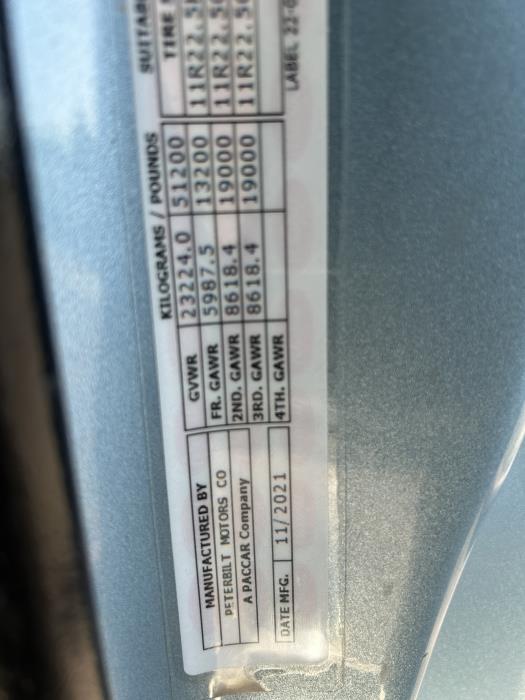 MANUFACTURED BY
PETERBILT MOTORS CO
A PACCAR Company
DATE MFG. 11/2021
KILOGRAMS / POUNDS
GVWR 23224.0 51200
FR. GAWR 5987.5 13200 11R22.5
2ND. GAWR 8618.4 19000 11R22.5
3RD. GAWR 8618.4 19000 11R22.5
4TH. GAWR
TIRE
LABEL